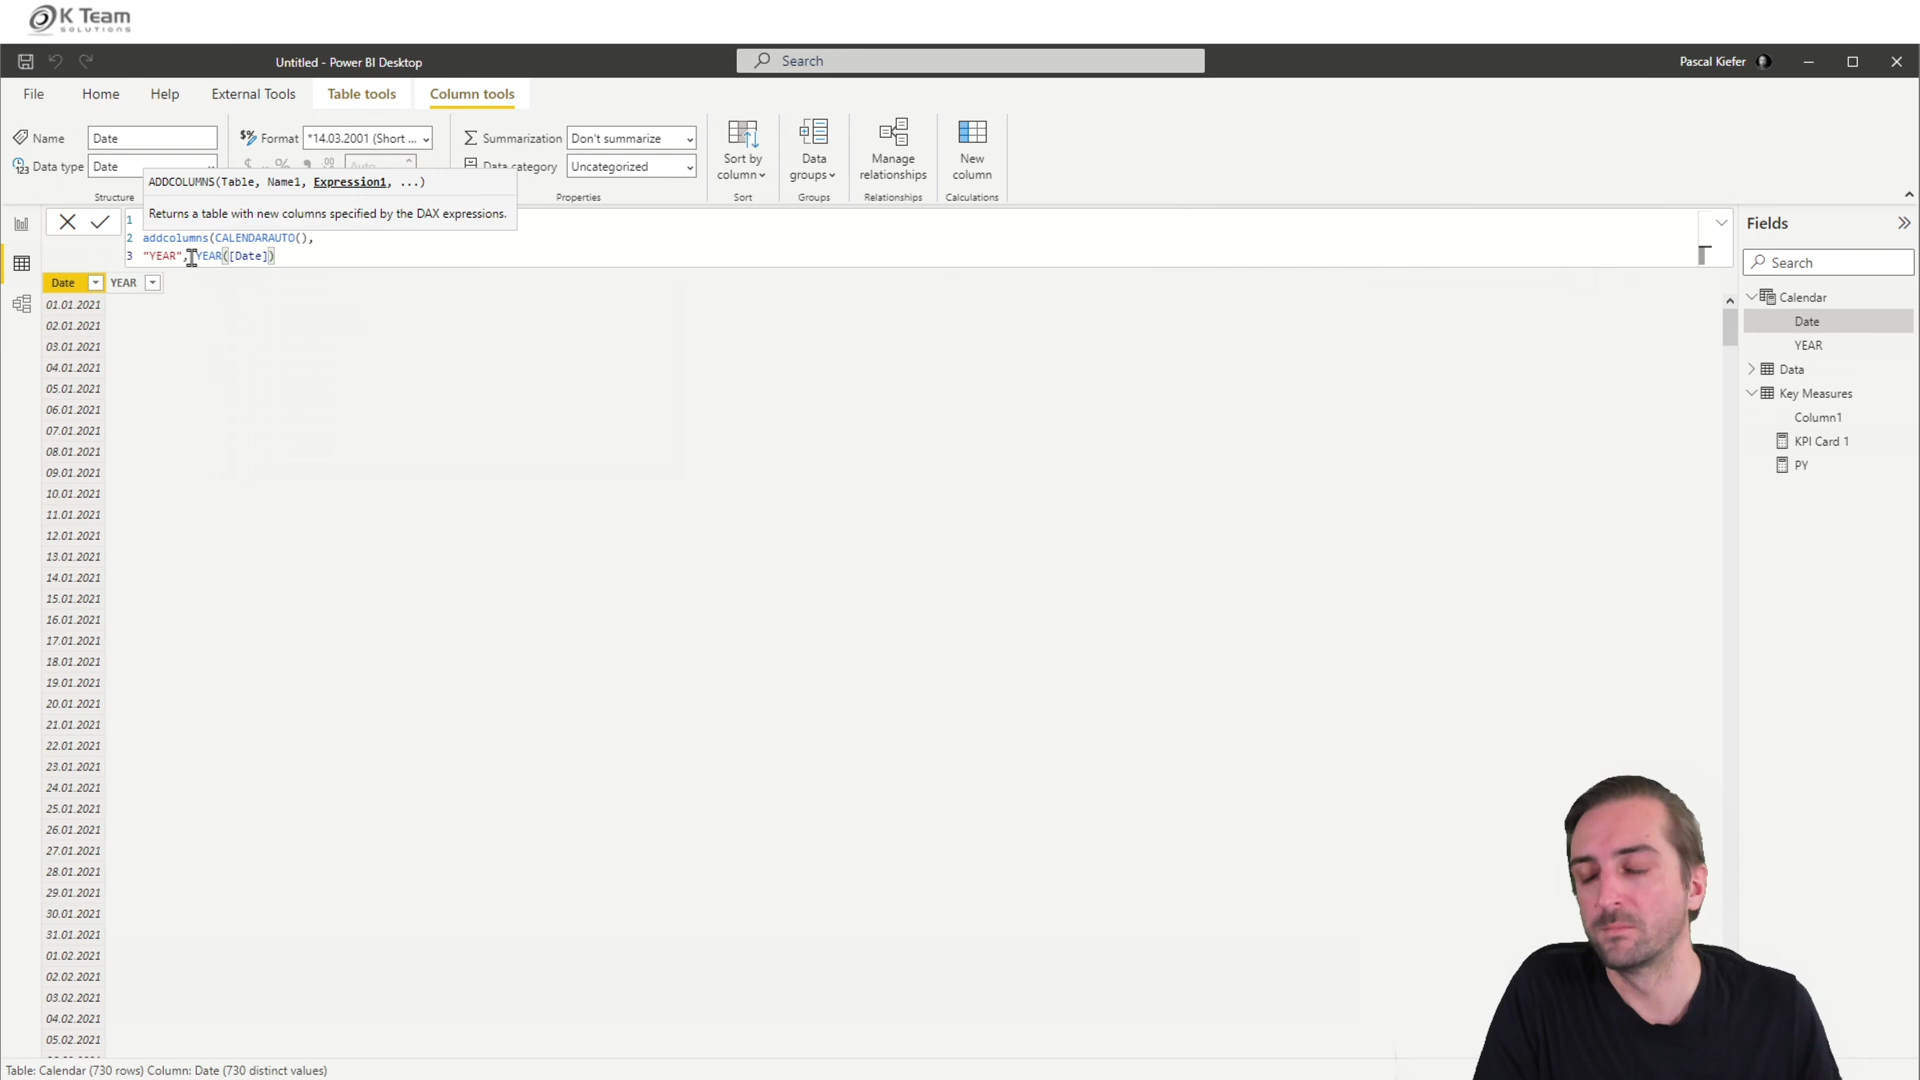 K Team
SOLUTIONS
Untitled - Power BI Desktop
Search
Pascal Kiefer
File
Home
Help
External Tools
Table tools
Column tools
Name
Date
Format
*14.03.2001 (Short ...
Summarization
Don't summarize
Data type
Date
$ % 9 Auto
Data category
Uncategorized
Sort by
column
Data
groups
Manage
relationships
New
column
Structure
Properties
Sort
Groups
Relationships
Calculations
ADDCOLUMNS(Table, Name1, Expression1, ...)
Returns a table with new columns specified by the DAX expressions.
1
2 addcolumns(CALENDARAUTO(),
3 "YEAR", YEAR([Date])
Date
YEAR
01.01.2021
02.01.2021
03.01.2021
04.01.2021
05.01.2021
06.01.2021
07.01.2021
08.01.2021
09.01.2021
10.01.2021
11.01.2021
12.01.2021
13.01.2021
14.01.2021
15.01.2021
16.01.2021
17.01.2021
18.01.2021
19.01.2021
20.01.2021
21.01.2021
22.01.2021
23.01.2021
24.01.2021
25.01.2021
26.01.2021
27.01.2021
28.01.2021
29.01.2021
30.01.2021
31.01.2021
01.02.2021
02.02.2021
03.02.2021
04.02.2021
05.02.2021
Fields
Search
Calendar
Date
YEAR
Data
Key Measures
Column1
KPI Card 1
PY
Table: Calendar (730 rows) Column: Date (730 distinct values)